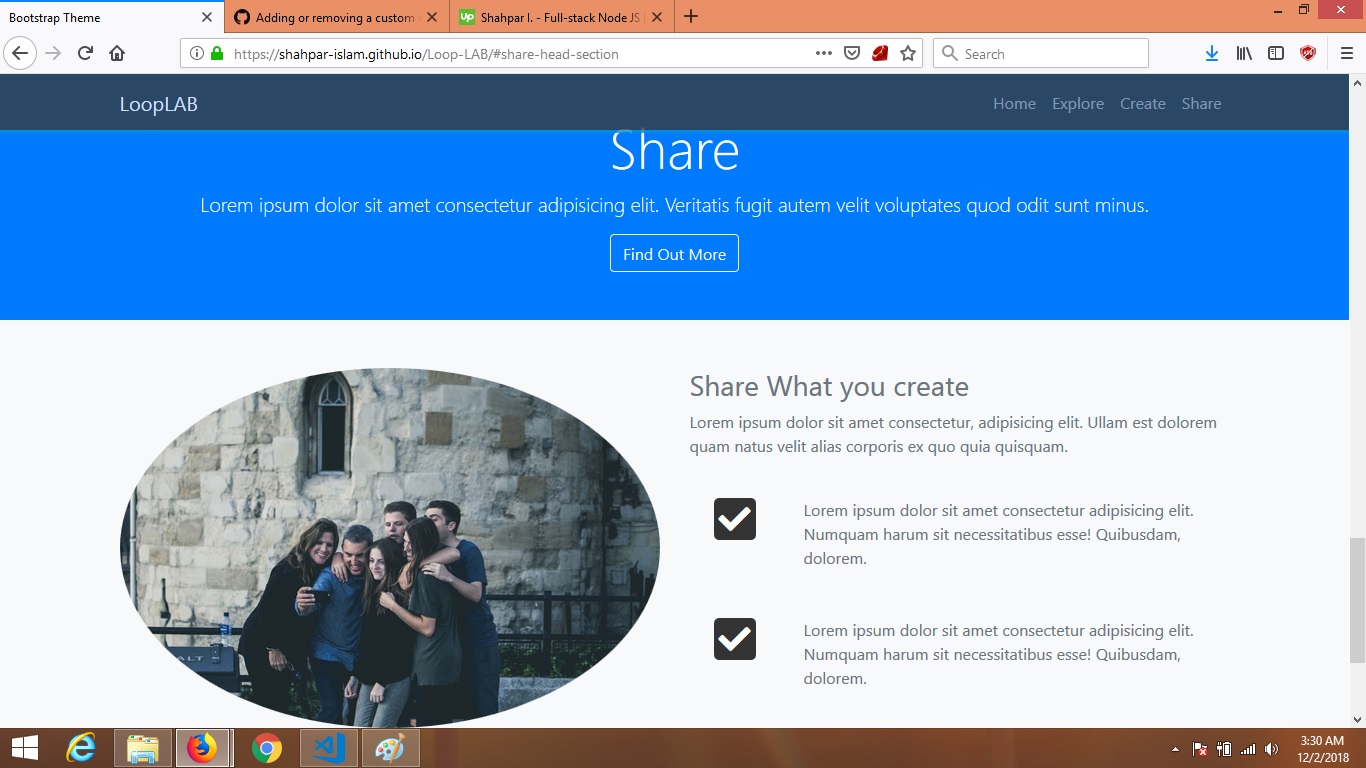 Bootstrap Theme
Adding or removing a custom
Shahpar I. - Full-stack Node JS
https://shahpar-islam.github.io/Loop-LAB/#share-head-section
Search
LoopLAB
Home Explore Create Share
Share
Lorem ipsum dolor sit amet consectetur adipisicing elit. Veritatis fugit autem velit voluptates quod odit sunt minus.
Find Out More
Share What you create
Lorem ipsum dolor sit amet consectetur, adipisicing elit. Ullam est dolorem
quam natus velit alias corporis ex quo quia quisquam.
Lorem ipsum dolor sit amet consectetur adipisicing elit.
Numquam harum sit necessitatibus esse! Quibusdam,
dolorem.
Lorem ipsum dolor sit amet consectetur adipisicing elit.
Numquam harum sit necessitatibus esse! Quibusdam,
dolorem.
3:30 AM
12/2/2018